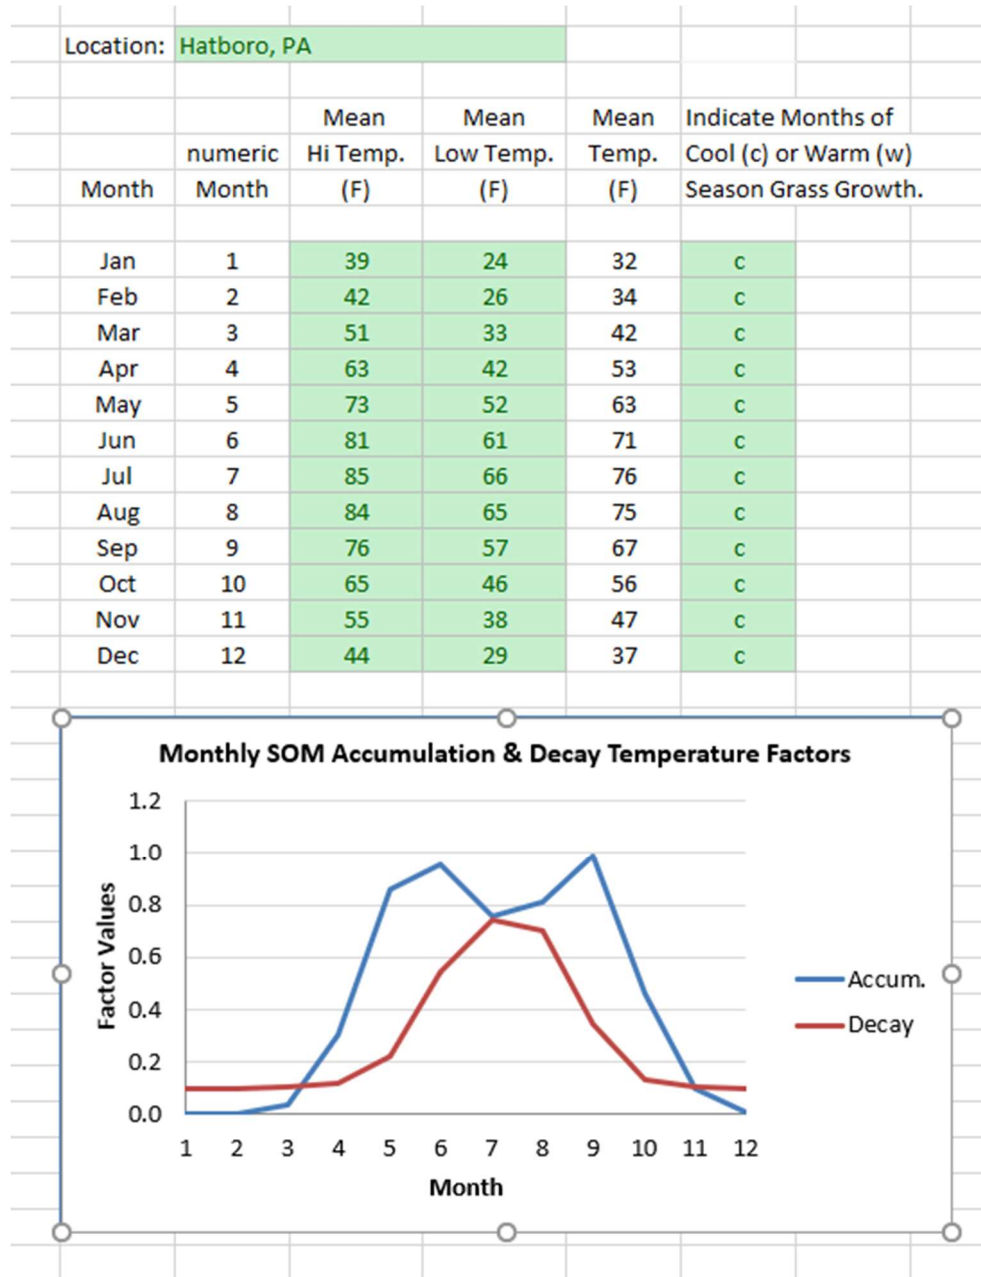 Location: Hatboro, PA
Mean Mean Mean Indicate Months of
numeric Hi Temp. Low Temp. Temp. Cool (c) or Warm (w)
Month Month (F) (F) (F) Season Grass Growth.
Jan 1 39 24 32 c
Feb 2 42 26 34 c
Mar 3 51 33 42 c
Apr 4 63 42 53 c
May 5 73 52 63 c
Jun 6 81 61 71 c
Jul 7 85 66 76 c
Aug 8 84 65 75 c
Sep 9 76 57 67 c
Oct 10 65 46 56 c
Nov 11 55 38 47 c
Dec 12 44 29 37 c
Monthly SOM Accumulation & Decay Temperature Factors
1.2
1.0
0.8
0.6
0.4
0.2
0.0
Factor Values
1 2 3 4 5 6 7 8 9 10 11 12
Month
Accum.
Decay